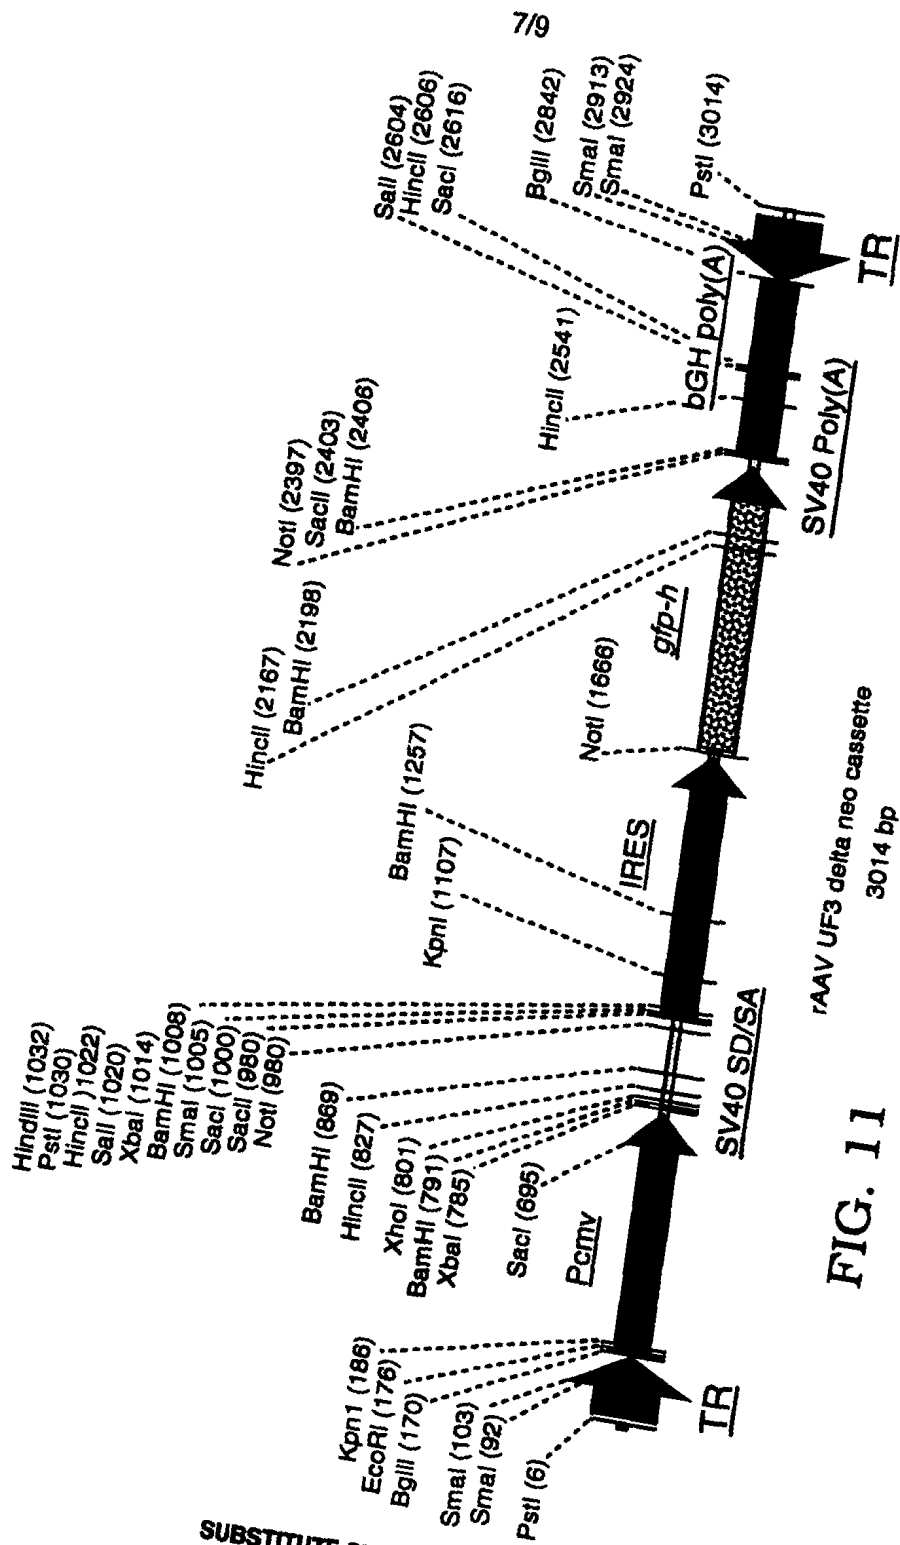 7/9
PstI (6)
SmaI (92)
SmaI (103)
BglII (170)
EcoRI (176)
Kpn1 (186)
TR
Pcmv
SacI (695)
XbaI (785)
BamHI (791)
XhoI (801)
HincII (827)
BamHI (869)
HindIII (1032)
PstI (1030)
HincII )1022)
SalI (1020)
XbaI (1014)
BamHI (1008)
SmaI (1005)
SacI (1000)
SacII (980)
NotI (980)
SV40 SD/SA
KpnI (1107)
BamHI (1257)
IRES
NotI (1666)
gfp-h
HincII (2167)
BamHI (2198)
NotI (2397)
SacII (2403)
BamHI (2406)
SV40 Poly(A)
HincII (2541)
bGH poly(A)
SalI (2604)
HincII (2606)
SacI (2616)
BglII (2842)
SmaI (2913)
SmaI (2924)
PstI (3014)
TR
rAAV UF3 delta neo cassette
3014 bp
FIG. 11
SUBSTITUTE